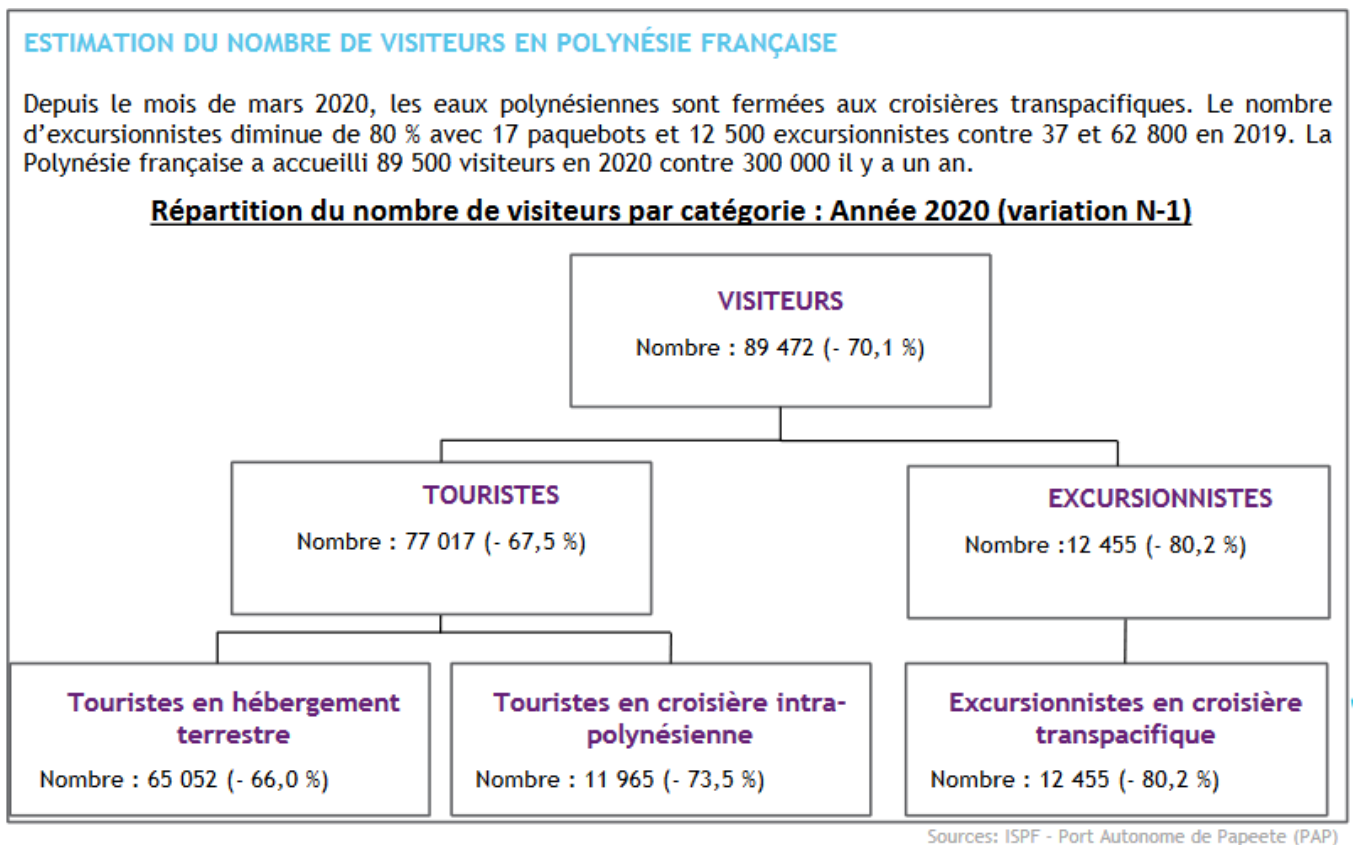 ESTIMATION DU NOMBRE DE VISITEURS EN POLYNÉSIE FRANÇAISE
Depuis le mois de mars 2020, les eaux polynésiennes sont fermées aux croisières transpacifiques. Le nombre
d’excursionnistes diminue de 80 % avec 17 paquebots et 12 500 excursionnistes contre 37 et 62 800 en 2019. La
Polynésie française a accueilli 89 500 visiteurs en 2020 contre 300 000 il y a un an.
Répartition du nombre de visiteurs par catégorie : Année 2020 (variation N-1)
VISITEURS
Nombre : 89 472 (- 70,1 %)
TOURISTES
Nombre : 77 017 (- 67,5 %)
EXCURSIONNISTES
Nombre :12 455 (- 80,2 %)
Touristes en hébergement
terrestre
Nombre : 65 052 (- 66,0 %)
Touristes en croisière intra-
polynésienne
Nombre : 11 965 (- 73,5 %)
Excursionnistes en croisière
transpacifique
Nombre : 12 455 (- 80,2 %)
Sources: ISPF - Port Autonome de Papeete (PAP)